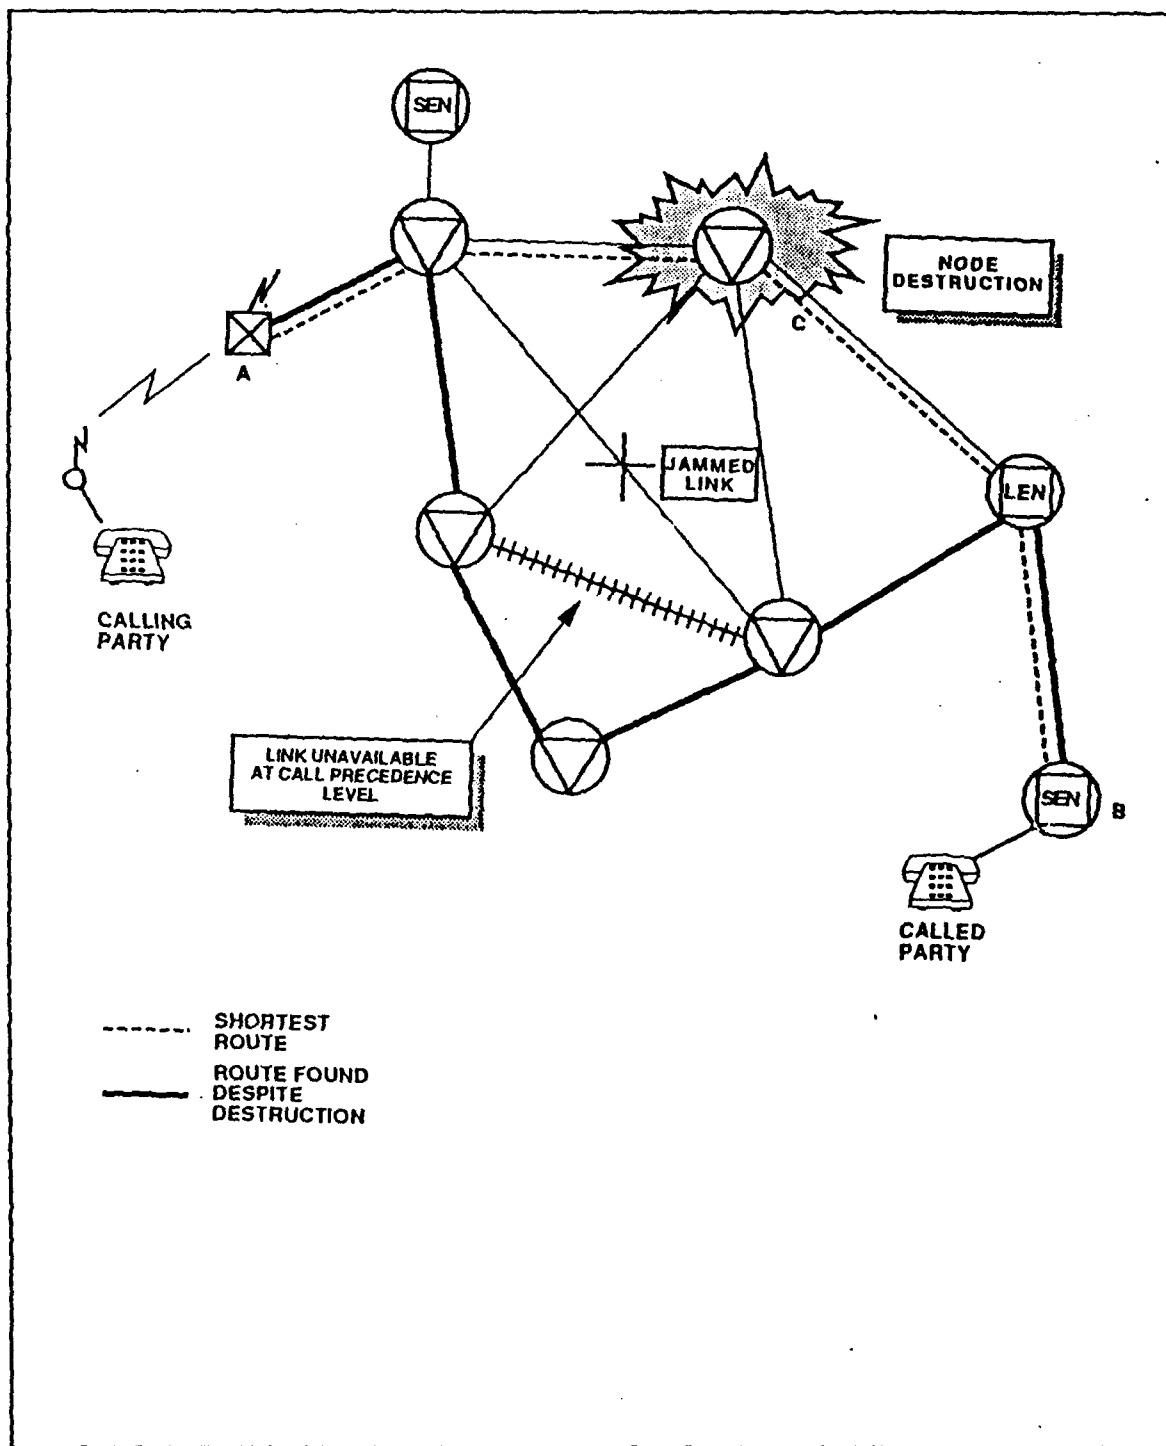 SEN
NODE
DESTRUCTION
C
A
JAMMED
LINK
LEN
CALLING
PARTY
LINK UNAVAILABLE
AT CALL PRECEDENCE
LEVEL
SEN
B
CALLED
PARTY
SHORTEST
ROUTE
ROUTE FOUND
DESPITE
DESTRUCTION